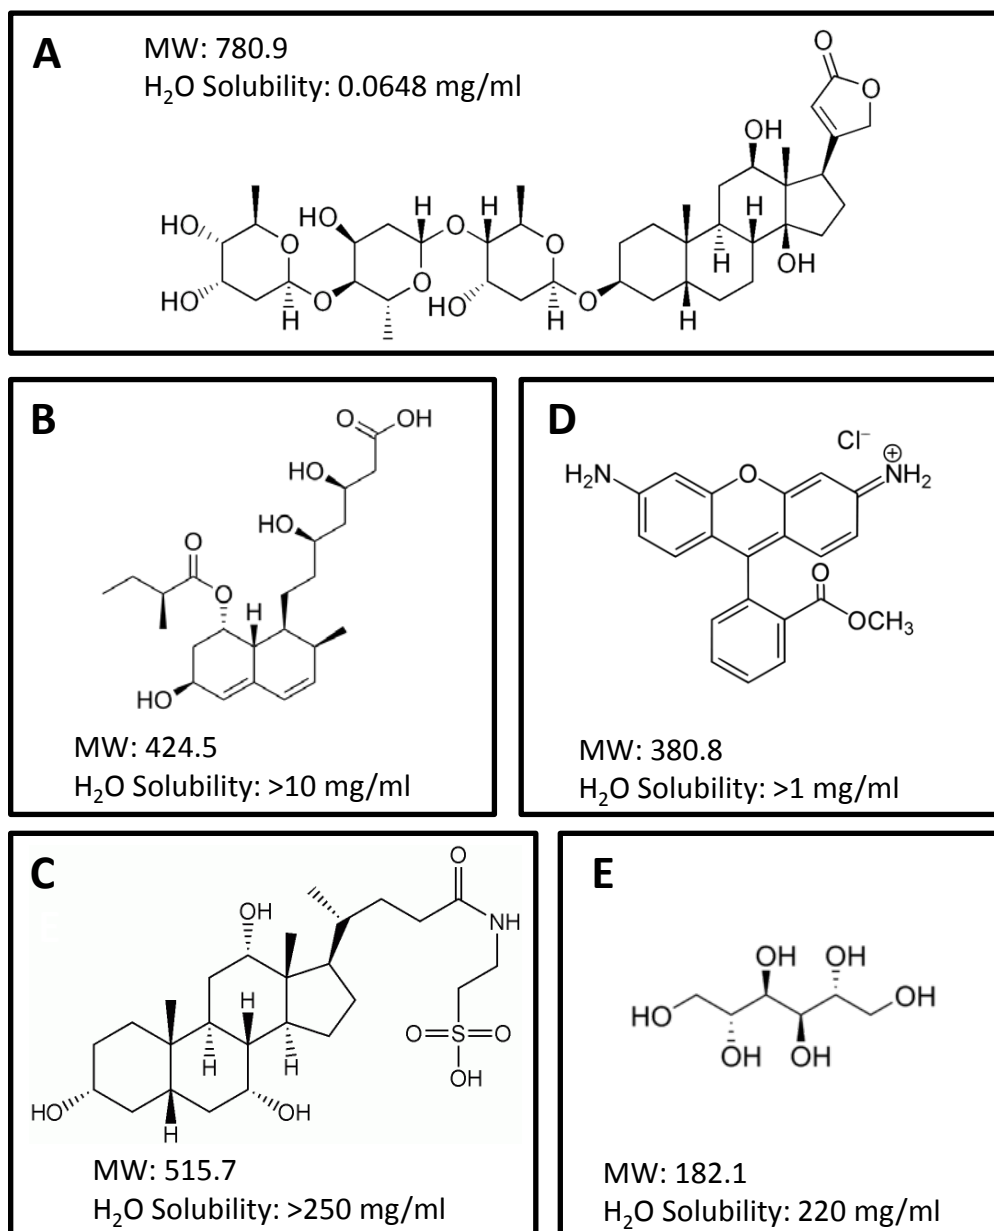 A
MW: 780.9
H₂O Solubility: 0.0648 mg/ml
O
O
OH
H
H
H
OH
H
HO
HO
O
H
O
HO
H
O
O
H
HO
O
H
O
B
O
OH
HO
HO
O
O
H
HO
MW: 424.5
H₂O Solubility: >10 mg/ml
D
Cl⁻
H₂N
O
⊕
NH₂
O
OCH₃
MW: 380.8
H₂O Solubility: >1 mg/ml
C
O
OH
NH
H
H
H
O=S=O
OH
HO
OH
H
MW: 515.7
H₂O Solubility: >250 mg/ml
E
OH
OH
HO
OH
OH
OH
MW: 182.1
H₂O Solubility: 220 mg/ml